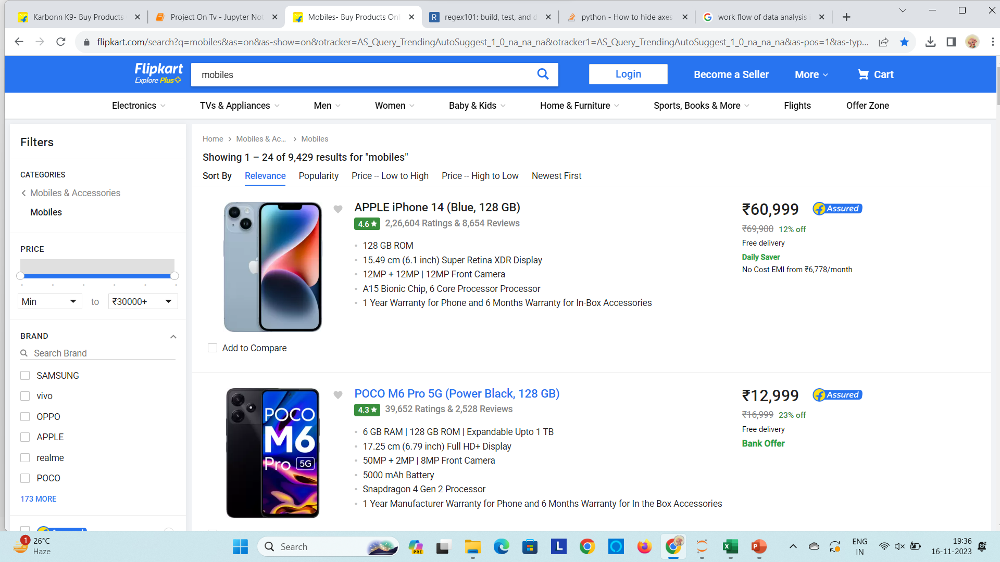 Karbonn K9- Buy Products
Project On Tv - Jupyter Not
Mobiles- Buy Products Onl
regex101: build, test, and d
python - How to hide axes
work flow of data analysis i
flipkart.com/search?q=mobiles&as=on&as-show=on&otracker=AS_Query_TrendingAutoSuggest_1_0_na_na_na&otracker1=AS_Query_TrendingAutoSuggest_1_0_na_na_na&as-pos=1&as-typ...
Flipkart
Explore Plus
mobiles
Login
Become a Seller
More
Cart
Electronics
TVs & Appliances
Men
Women
Baby & Kids
Home & Furniture
Sports, Books & More
Flights
Offer Zone
Filters
CATEGORIES
Mobiles & Accessories
Mobiles
PRICE
Min
to
₹30000+
BRAND
Search Brand
SAMSUNG
vivo
OPPO
APPLE
realme
POCO
173 MORE
Home
Mobiles & Ac...
Mobiles
Showing 1 – 24 of 9,429 results for "mobiles"
Sort By
Relevance
Popularity
Price -- Low to High
Price -- High to Low
Newest First
APPLE iPhone 14 (Blue, 128 GB)
4.6★ 2,26,604 Ratings & 8,654 Reviews
128 GB ROM
15.49 cm (6.1 inch) Super Retina XDR Display
12MP + 12MP | 12MP Front Camera
A15 Bionic Chip, 6 Core Processor Processor
1 Year Warranty for Phone and 6 Months Warranty for In-Box Accessories
₹60,999
Assured
₹69,900 12% off
Free delivery
Daily Saver
No Cost EMI from ₹6,778/month
Add to Compare
POCO
M6
Pro 5G
POCO M6 Pro 5G (Power Black, 128 GB)
4.3★ 39,652 Ratings & 2,528 Reviews
6 GB RAM | 128 GB ROM | Expandable Upto 1 TB
17.25 cm (6.79 inch) Full HD+ Display
50MP + 2MP | 8MP Front Camera
5000 mAh Battery
Snapdragon 4 Gen 2 Processor
1 Year Manufacturer Warranty for Phone and 6 Months Warranty for In the Box Accessories
₹12,999
Assured
₹16,999 23% off
Free delivery
Bank Offer
1
26°C
Haze
Search
PRE
L
X
P
ENG
IN
19:36
16-11-2023